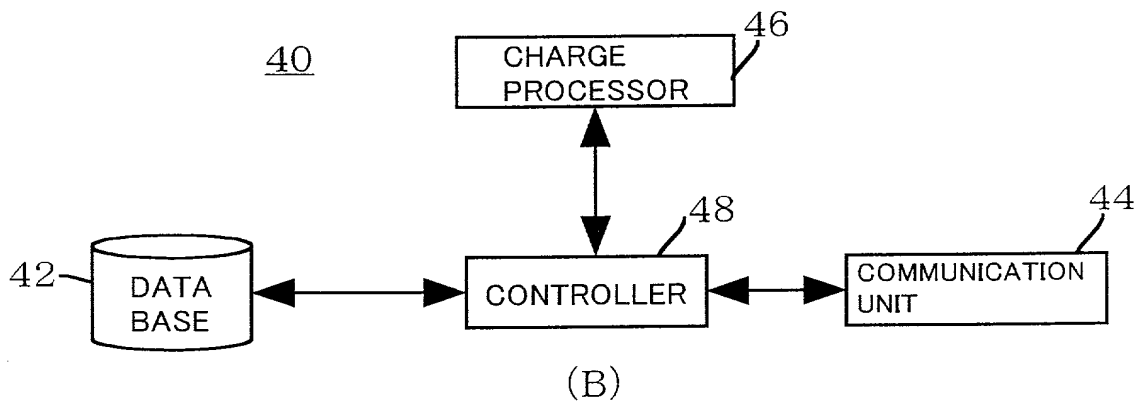 40
CHARGE
PROCESSOR
46
42
DATA
BASE
CONTROLLER
48
COMMUNICATION
UNIT
44
(B)